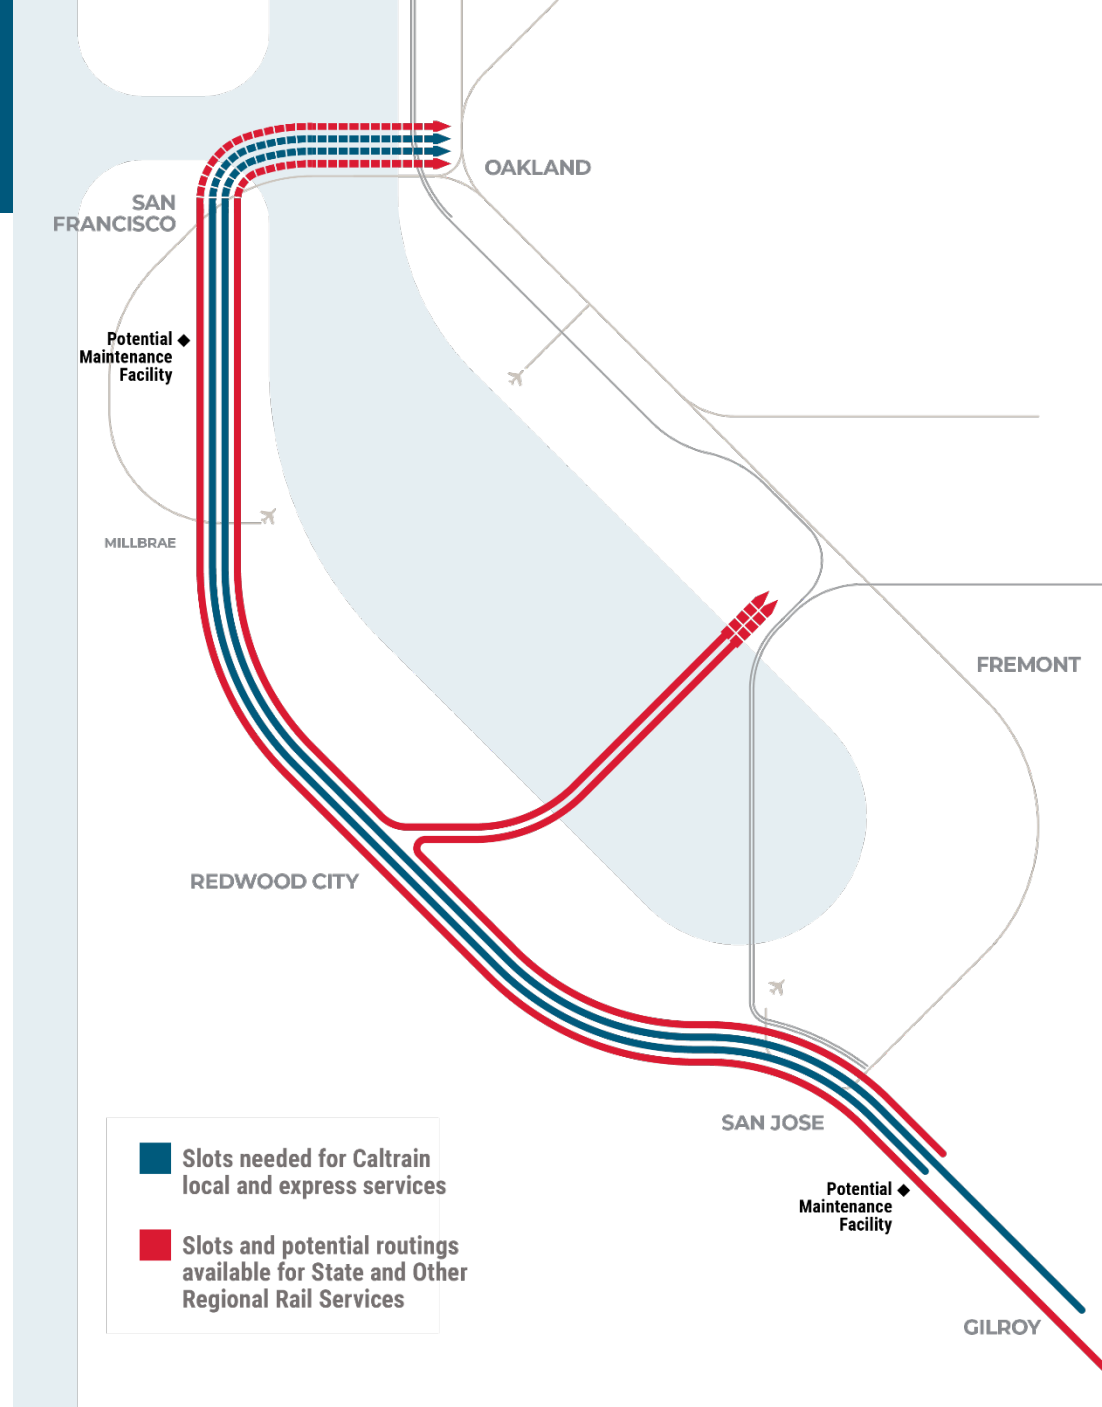 OAKLAND
SAN
FRANCISCO
Potential
Maintenance
Facility
MILLBRAE
FREMONT
REDWOOD CITY
SAN JOSE
Slots needed for Caltrain
local and express services
Potential
Maintenance
Facility
Slots and potential routings
available for State and Other
Regional Rail Services
GILROY